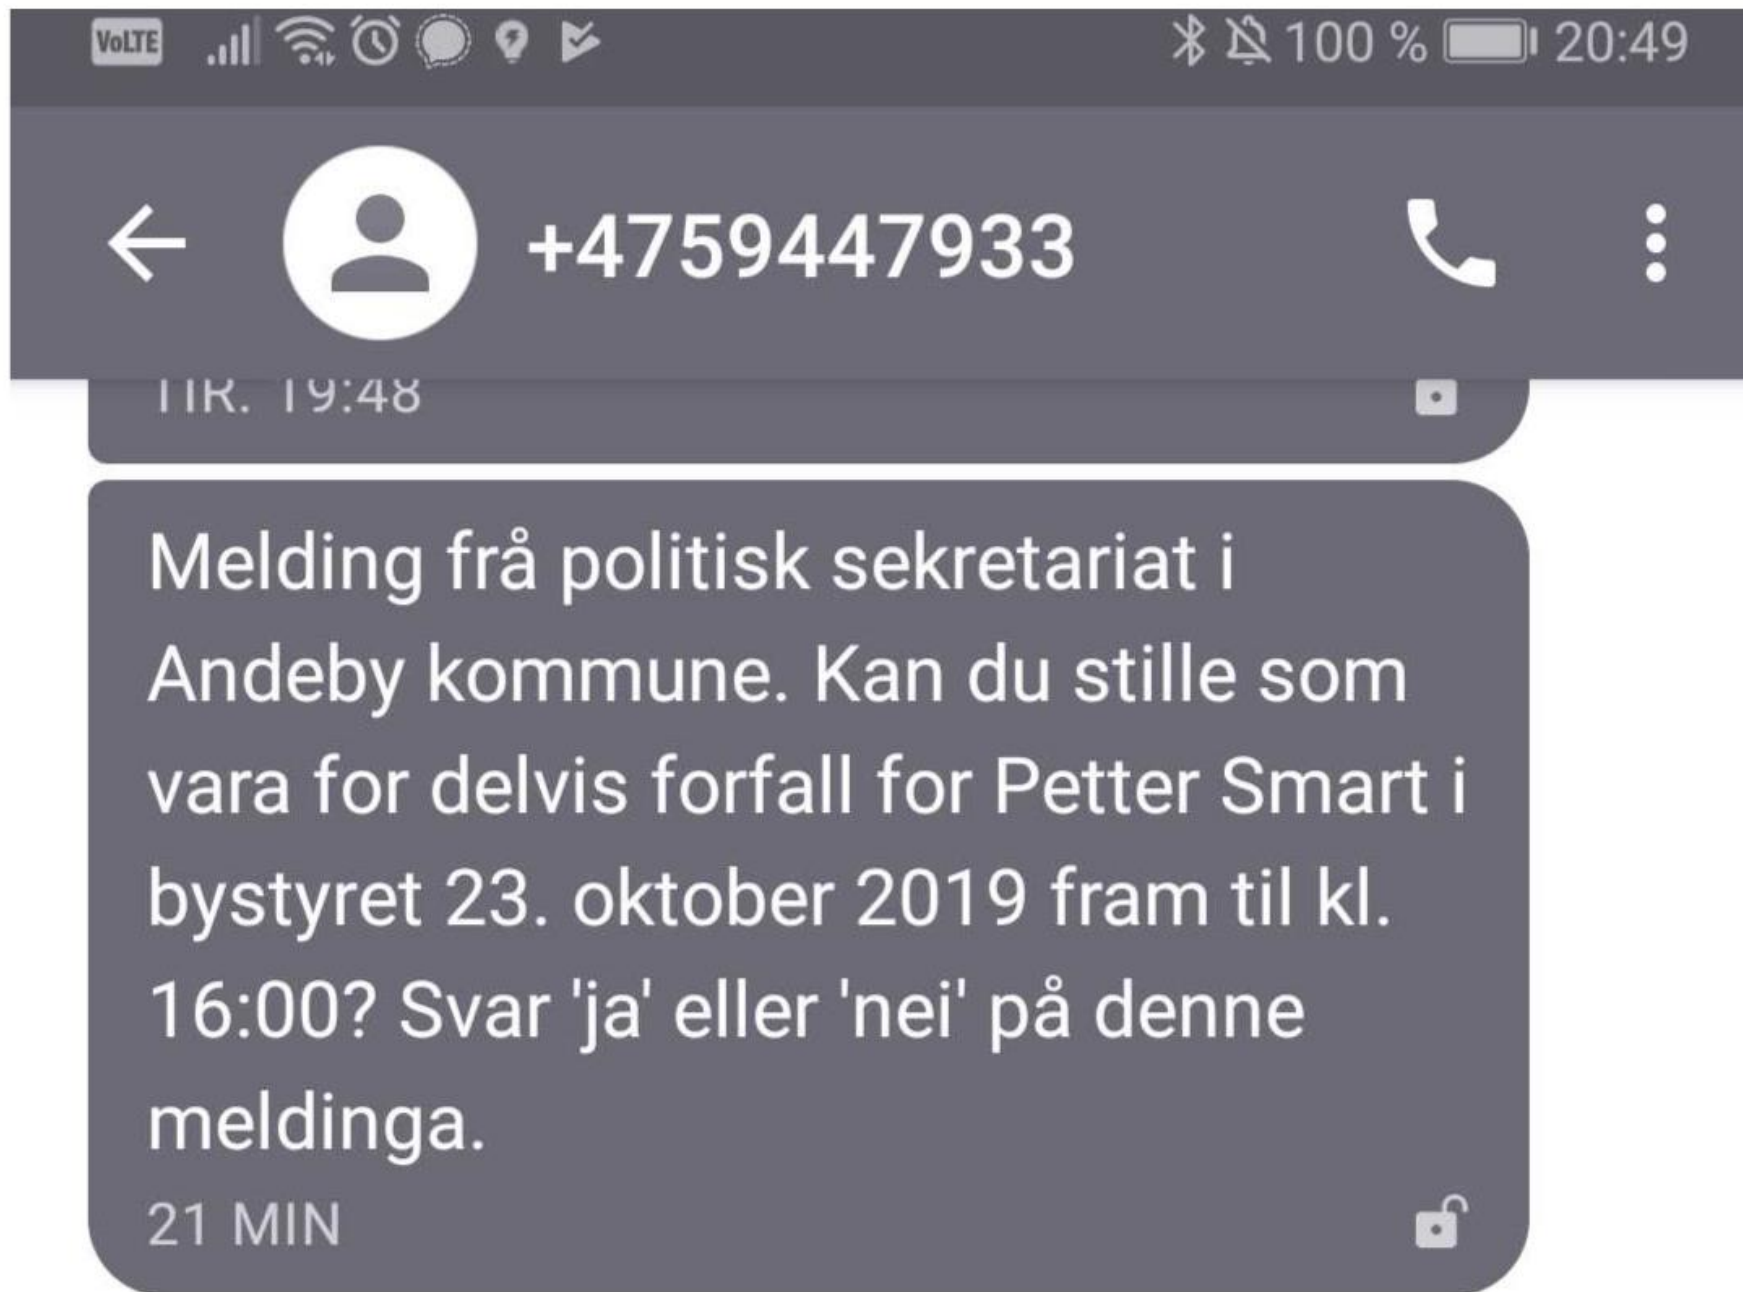 VoLTE 100 % 20:49
+4759447933
TIR. 19:48
Melding frå politisk sekretariat i
Andeby kommune. Kan du stille som
vara for delvis forfall for Petter Smart i
bystyret 23. oktober 2019 fram til kl.
16:00? Svar 'ja' eller 'nei' på denne
meldinga.
21 MIN